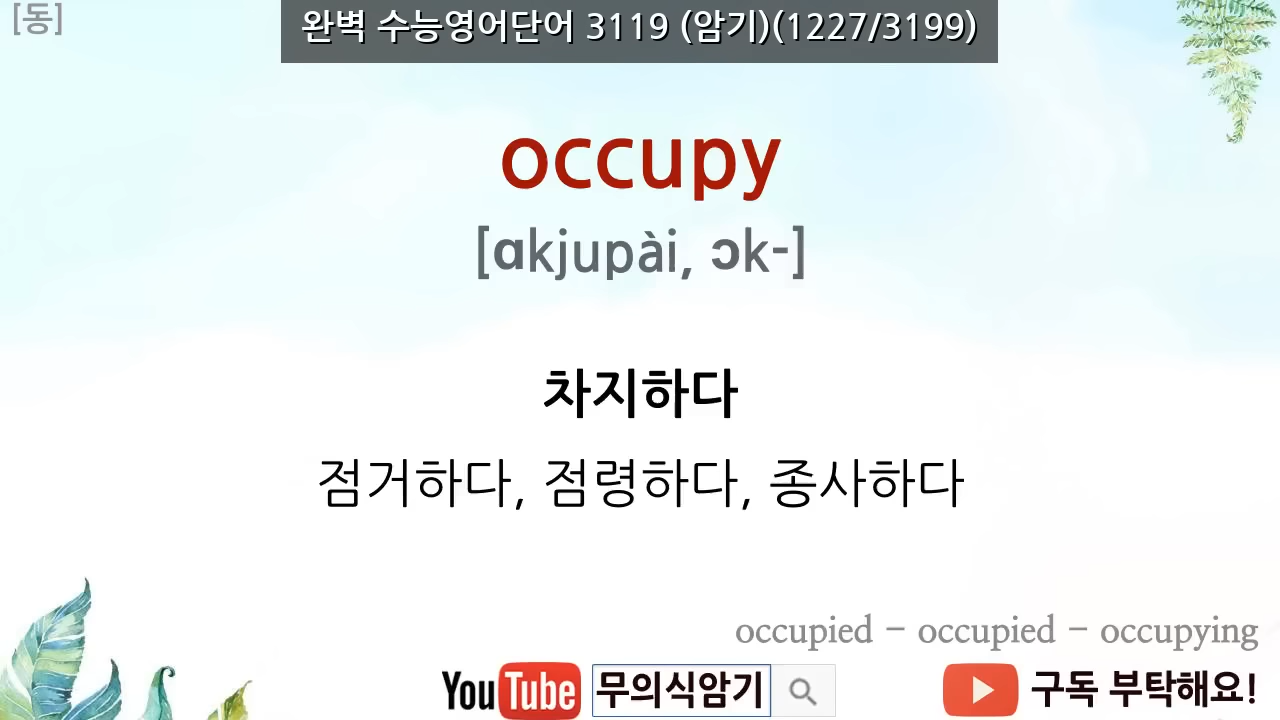 [동]
완벽 수능영어단어 3119 (암기)(1227/3199)
occupy
[ɑkjupài, ɔk-]
차지하다
점거하다, 점령하다, 종사하다
occupied - occupied - occupying
YouTube 무의식암기 구독 부탁해요!